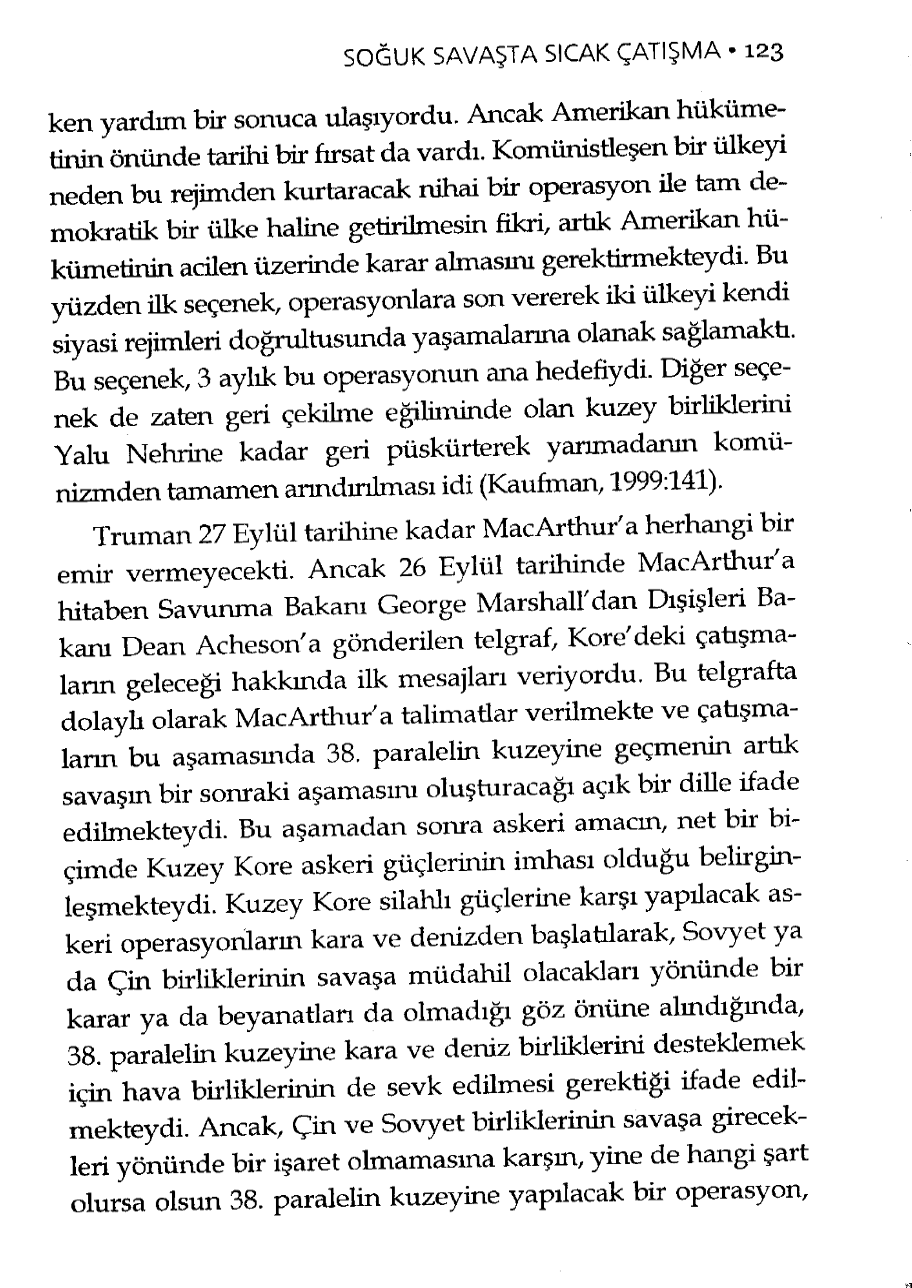 SOĞUK SAVAŞTA SICAK ÇATIŞMA • 123
ken yardım bir sonuca ulaşıyordu. Ancak Amerikan hüküme-
tinin önünde tarihi bir fırsat da vardı. Komünistleşen bir ülkeyi
neden bu rejimden kurtaracak nihai bir operasyon ile tam de-
mokratik bir ülke haline getirilmesin fikri, artık Amerikan hü-
kümetinin acilen üzerinde karar almasını gerektirmekteydi. Bu
yüzden ilk seçenek, operasyonlara son vererek iki ülkeyi kendi
siyasi rejimleri doğrultusunda yaşamalarına olanak sağlamaktı.
Bu seçenek, 3 aylık bu operasyonun ana hedefiydi. Diğer seçe-
nek de zaten geri çekilme eğiliminde olan kuzey birliklerini
Yalu Nehrine kadar geri püskürterek yarımadanın komü-
nizmden tamamen arındırılması idi (Kaufman, 1999:141).
Truman 27 Eylül tarihine kadar MacArthur'a herhangi bir
emir vermeyecekti. Ancak 26 Eylül tarihinde MacArthur'a
hitaben Savunma Bakanı George Marshall'dan Dışişleri Ba-
kanı Dean Acheson'a gönderilen telgraf, Kore'deki çatışma-
ların geleceği hakkında ilk mesajları veriyordu. Bu telgrafta
dolaylı olarak MacArthur'a talimatlar verilmekte ve çatışma-
ların bu aşamasında 38. paralelin kuzeyine geçmenin artık
savaşın bir sonraki aşamasını oluşturacağı açık bir dille ifade
edilmekteydi. Bu aşamadan sonra askeri amacın, net bir bi-
çimde Kuzey Kore askeri güçlerinin imhası olduğu belirgin-
leşmekteydi. Kuzey Kore silahlı güçlerine karşı yapılacak as-
keri operasyonların kara ve denizden başlatılarak, Sovyet ya
da Çin birliklerinin savaşa müdahil olacakları yönünde bir
karar ya da beyanatları da olmadığı göz önüne alındığında,
38. paralelin kuzeyine kara ve deniz birliklerini desteklemek
için hava birliklerinin de sevk edilmesi gerektiği ifade edil-
mekteydi. Ancak, Çin ve Sovyet birliklerinin savaşa girecek-
leri yönünde bir işaret olmamasına karşın, yine de hangi şart
olursa olsun 38. paralelin kuzeyine yapılacak bir operasyon,